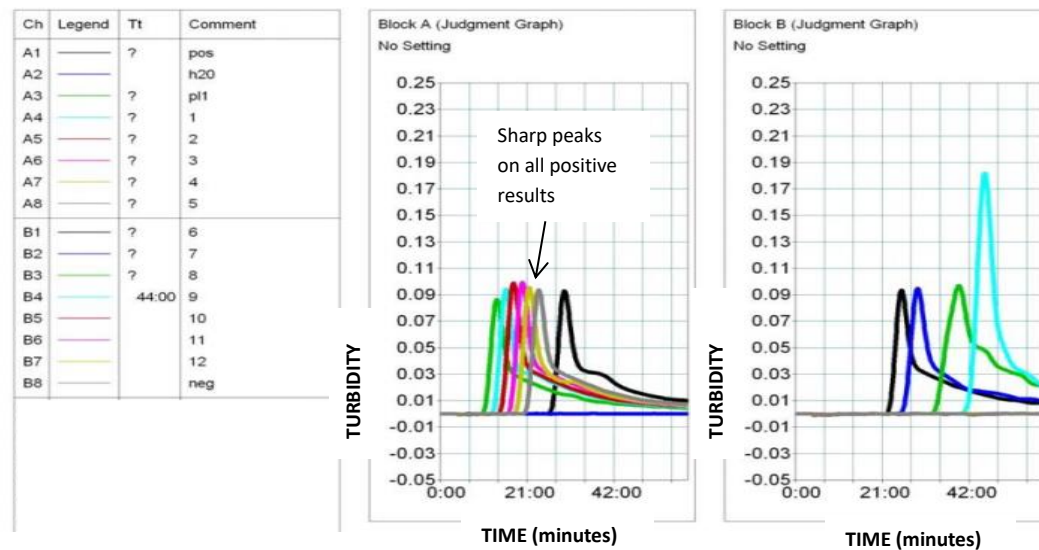 Ch Legend Tt Comment
A1 ? pos
A2 h20
A3 ? pl1
A4 ? 1
A5 ? 2
A6 ? 3
A7 ? 4
A8 ? 5
B1 ? 6
B2 ? 7
B3 ? 8
B4 44:00 9
B5 10
B6 11
B7 12
B8 neg
Block A (Judgment Graph)
No Setting
0.25
0.23
0.21
0.19
0.17
0.15
0.13
0.11
0.09
0.07
0.05
0.03
0.01
-0.01
-0.03
-0.05
0:00 21:00 42:00
Sharp peaks
on all positive
results
TURBIDITY
TIME (minutes)
Block B (Judgment Graph)
No Setting
0.25
0.23
0.21
0.19
0.17
0.15
0.13
0.11
0.09
0.07
0.05
0.03
0.01
-0.01
-0.03
-0.05
0:00 21:00 42:00
TURBIDITY
TIME (minutes)